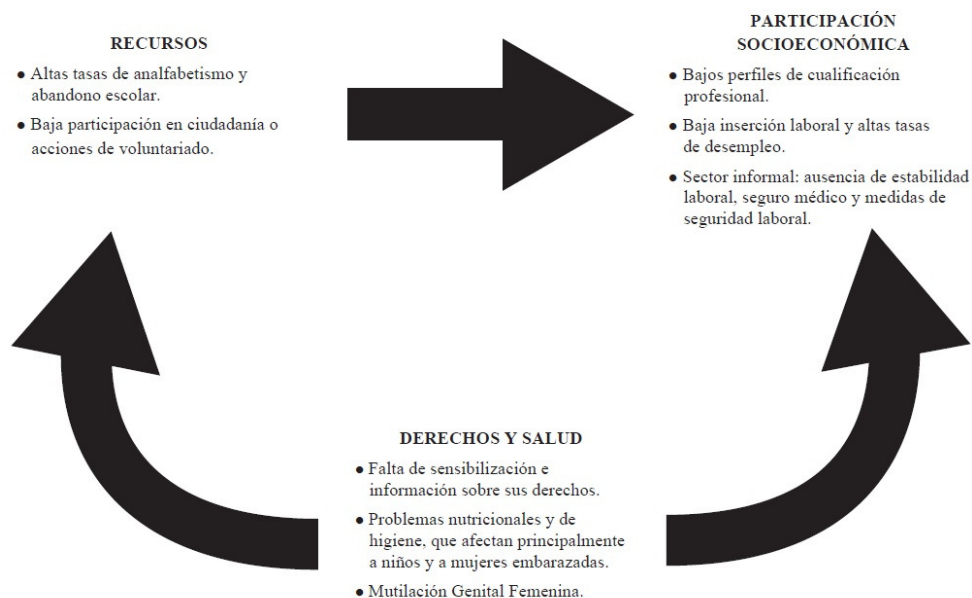 RECURSOS
● Altas tasas de analfabetismo y
abandono escolar.
● Baja participación en ciudadanía o
acciones de voluntariado.
PARTICIPACIÓN
SOCIOECONÓMICA
● Bajos perfiles de cualificación
profesional.
● Baja inserción laboral y altas tasas
de desempleo.
● Sector informal: ausencia de estabilidad
laboral, seguro médico y medidas de
seguridad laboral.
DERECHOS Y SALUD
● Falta de sensibilización e
información sobre sus derechos.
● Problemas nutricionales y de
higiene, que afectan principalmente
a niños y a mujeres embarazadas.
● Mutilación Genital Femenina.